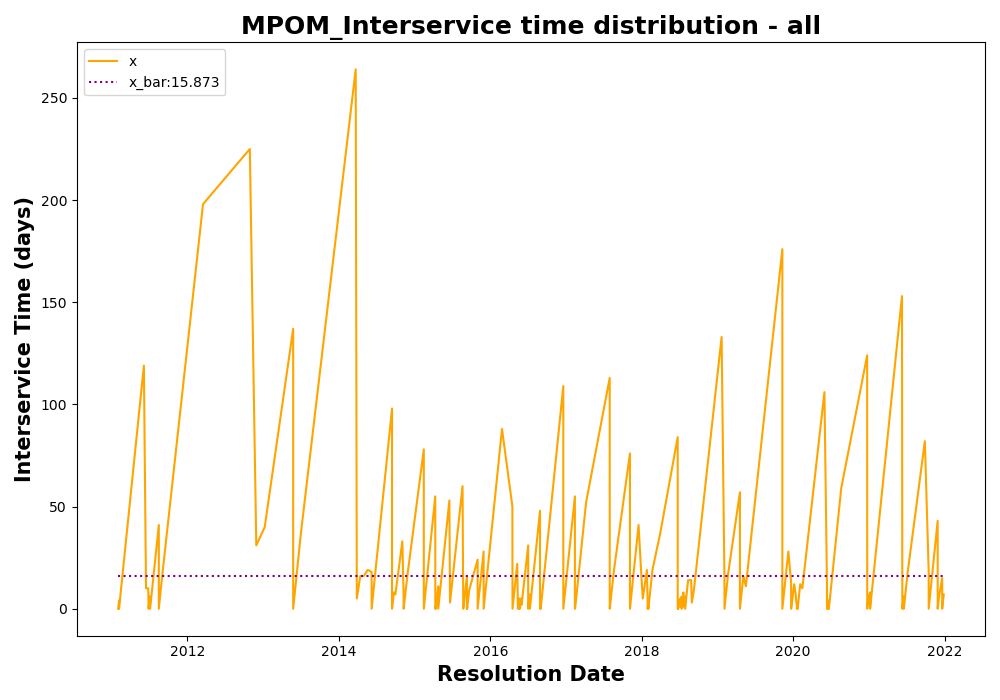 MPOM_Interservice time distribution - all
x
x_bar:15.873
Interservice Time (days)
250
200
150
100
50
0
2012 2014 2016 2018 2020 2022
Resolution Date